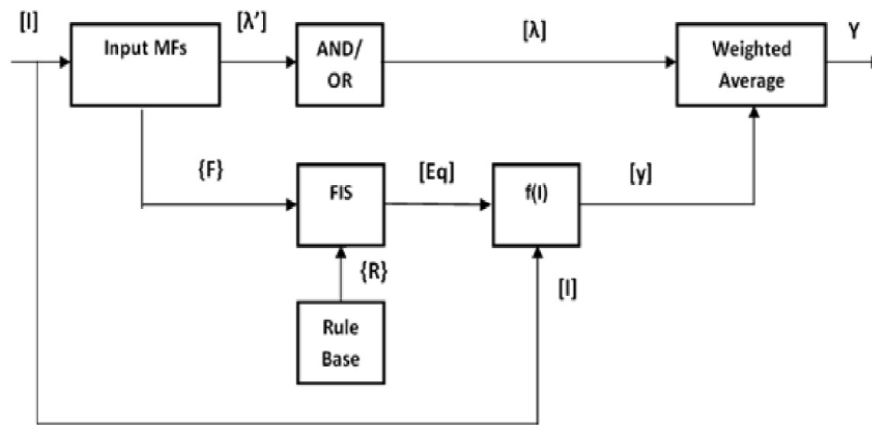 [I]
Input MFs
[λ’]
AND/
OR
[λ]
Weighted
Average
Y
{F}
FIS
[Eq]
f(I)
[y]
{R}
[I]
Rule
Base